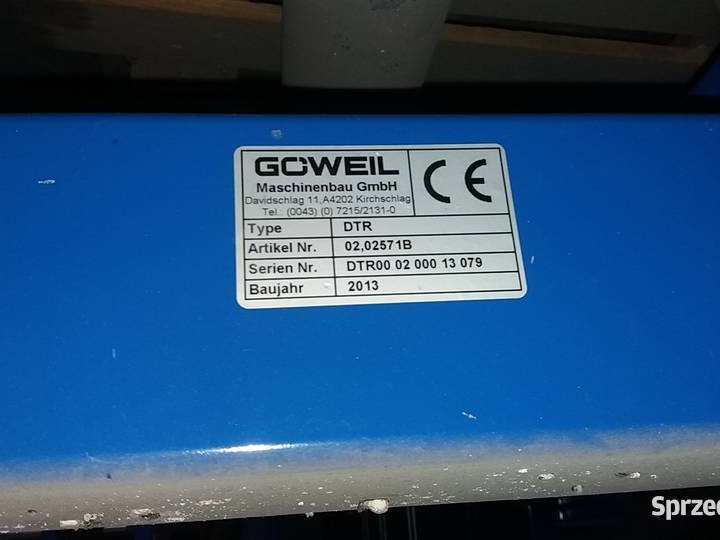 GÖWEIL
Maschinenbau GmbH
Davidschlag 11, A4202 Kirchschlag
Tel.: (0043) (0) 7215/2131-0
CE
Type DTR
Artikel Nr. 02,02571B
Serien Nr. DTR00 02 000 13 079
Baujahr 2013
Sprzed